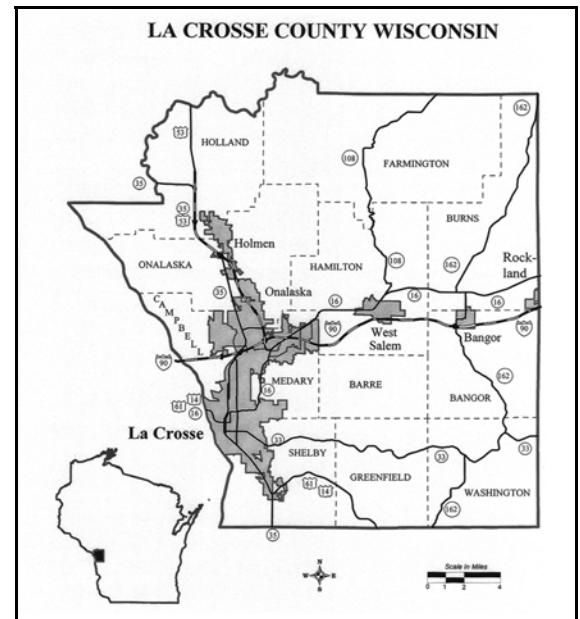 LA CROSSE COUNTY WISCONSIN
162
53
HOLLAND
108
FARMINGTON
35
35
53
BURNS
Holmen
162
Rock-
land
ONALASKA
HAMILTON
108
35
Onalaska
16
16
16
CAMPBELL
90
West
Salem
Bangor
90
90
MEDARY
16
BARRE
162
BANGOR
61
14
16
La Crosse
33
SHELBY
33
33
61
14
GREENFIELD
WASHINGTON
162
35
N
W
E
S
Scale in Miles
0 1 2 4